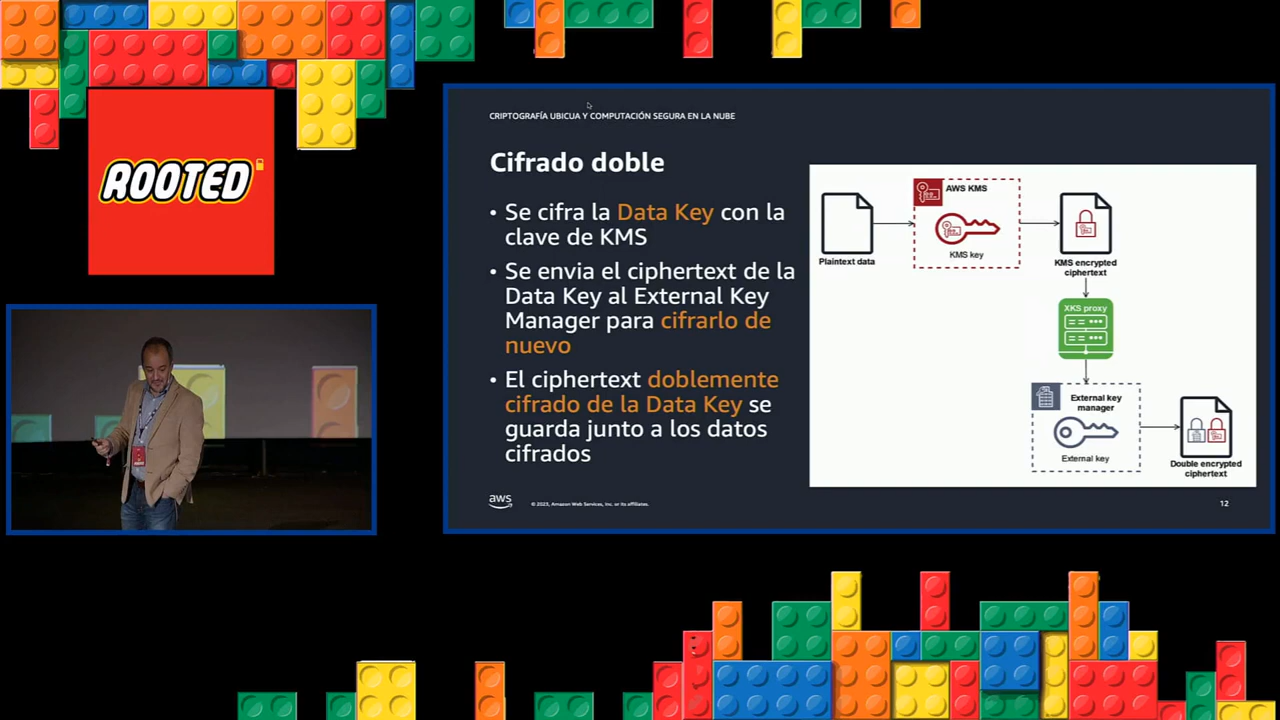 ROOTED
CRIPTOGRAFÍA UBICUA Y COMPUTACIÓN SEGURA EN LA NUBE
Cifrado doble
• Se cifra la Data Key con la
clave de KMS
• Se envia el ciphertext de la
Data Key al External Key
Manager para cifrarlo de
nuevo
• El ciphertext doblemente
cifrado de la Data Key se
guarda junto a los datos
cifrados
Plaintext data
AWS KMS
KMS key
KMS encrypted
ciphertext
XKS proxy
External key
manager
External key
Double encrypted
ciphertext
aws
© 2023, Amazon Web Services, Inc. or its affiliates.
12